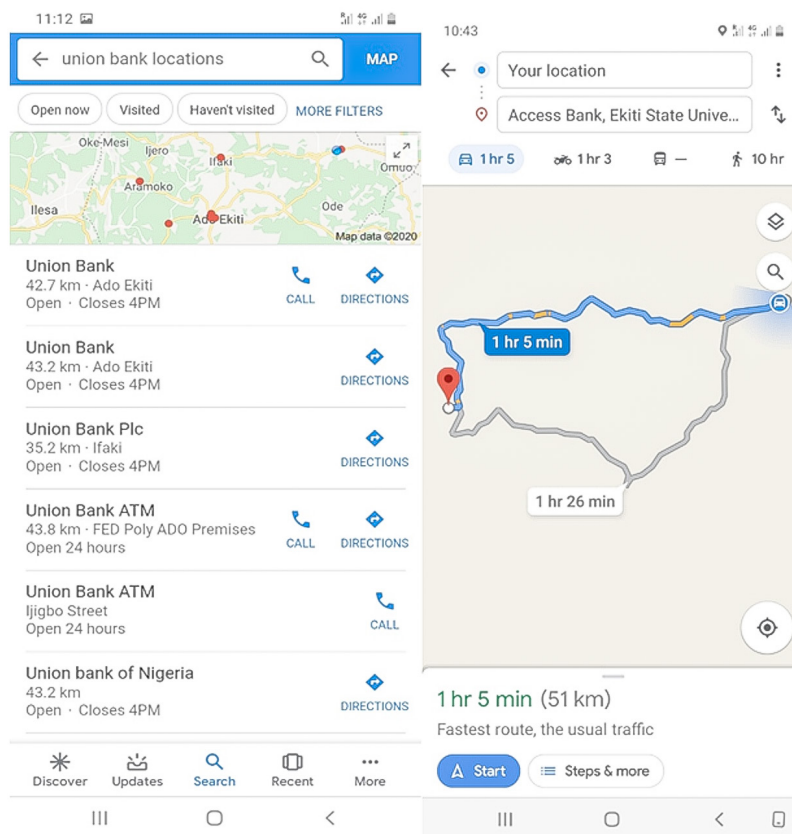 11:12
union bank locations
MAP
Open now
Visited
Haven't visited
MORE FILTERS
Oke-Mesi
Ijero
Ifaki
Omuo
Aramoko
Ilesa
Ode
Ado Ekiti
Map data ©2020
Union Bank
42.7 km · Ado Ekiti
Open · Closes 4PM
CALL
DIRECTIONS
Union Bank
43.2 km · Ado Ekiti
Open · Closes 4PM
DIRECTIONS
Union Bank Plc
35.2 km · Ifaki
Open · Closes 4PM
DIRECTIONS
Union Bank ATM
43.8 km · FED Poly ADO Premises
Open 24 hours
CALL
DIRECTIONS
Union Bank ATM
Ijigbo Street
Open 24 hours
CALL
Union bank of Nigeria
43.2 km
Open · Closes 4PM
DIRECTIONS
Discover
Updates
Search
Recent
More
10:43
Your location
Access Bank, Ekiti State Unive...
1 hr 5
1 hr 3
—
10 hr
1 hr 5 min
1 hr 26 min
1 hr 5 min (51 km)
Fastest route, the usual traffic
Start
Steps & more